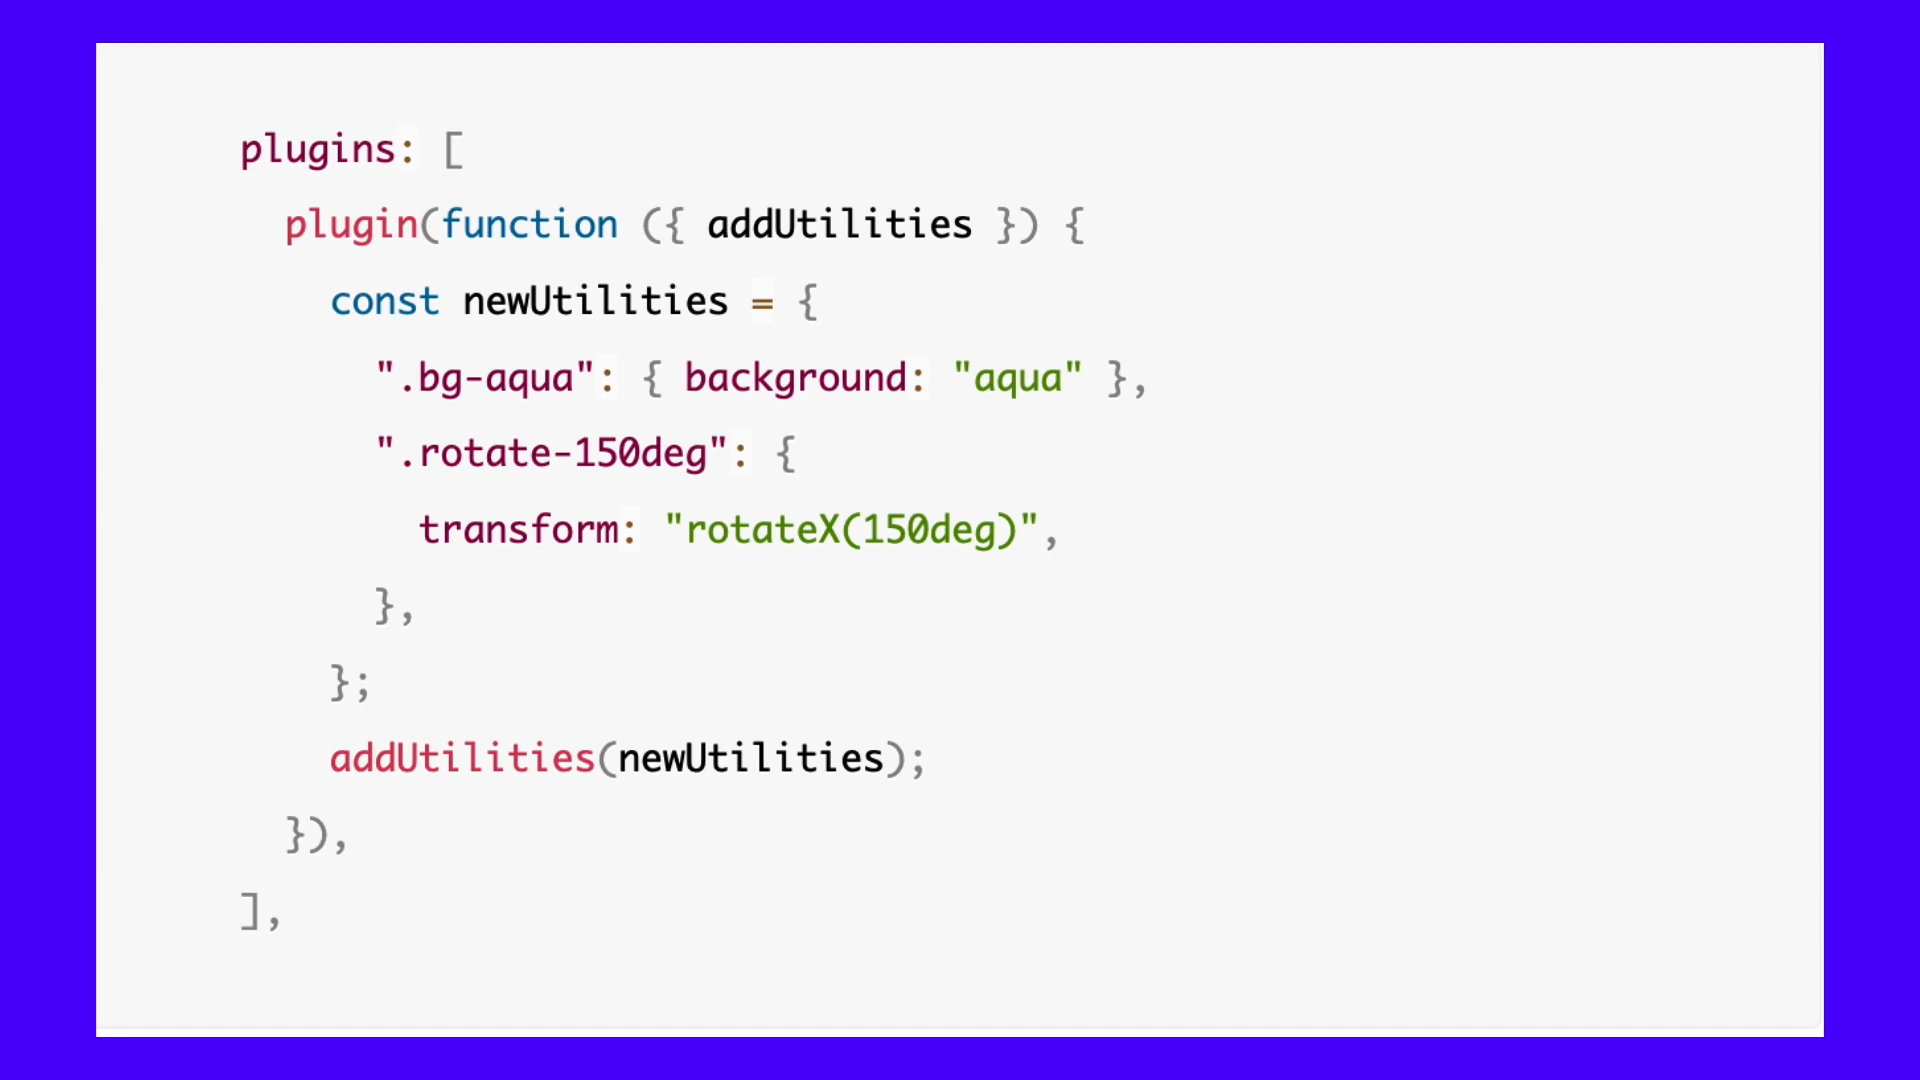 plugins: [
plugin(function ({ addUtilities }) {
const newUtilities = {
".bg-aqua": { background: "aqua" },
".rotate-150deg": {
transform: "rotateX(150deg)",
},
};
addUtilities(newUtilities);
}),
],